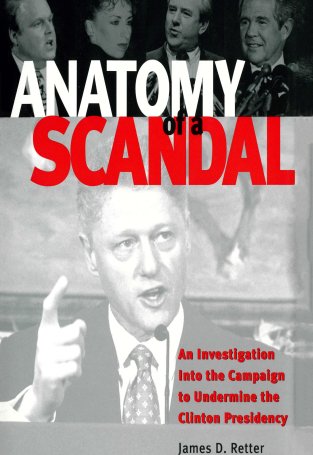 ANATOMY
of a
SCANDAL
An Investigation
Into the Campaign
to Undermine the
Clinton Presidency
James D. Retter